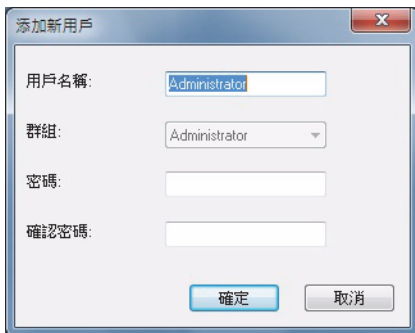 添加新用戶
用戶名稱: Administrator
群組: Administrator
密碼:
確認密碼:
確定 取消